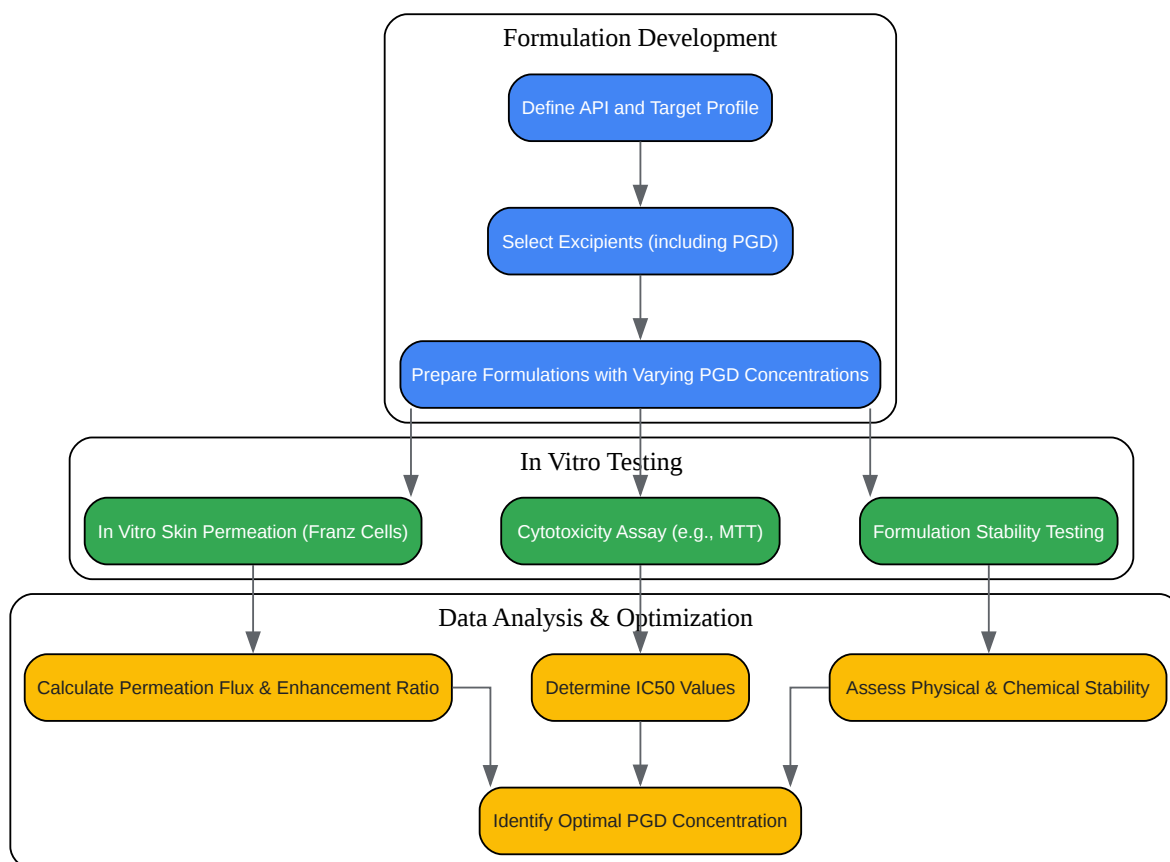 Formulation Development
Define API and Target Profile
Select Excipients (including PGD)
Prepare Formulations with Varying PGD Concentrations
In Vitro Testing
In Vitro Skin Permeation (Franz Cells)
Cytotoxicity Assay (e.g., MTT)
Formulation Stability Testing
Data Analysis & Optimization
Calculate Permeation Flux & Enhancement Ratio
Determine IC50 Values
Assess Physical & Chemical Stability
Identify Optimal PGD Concentration